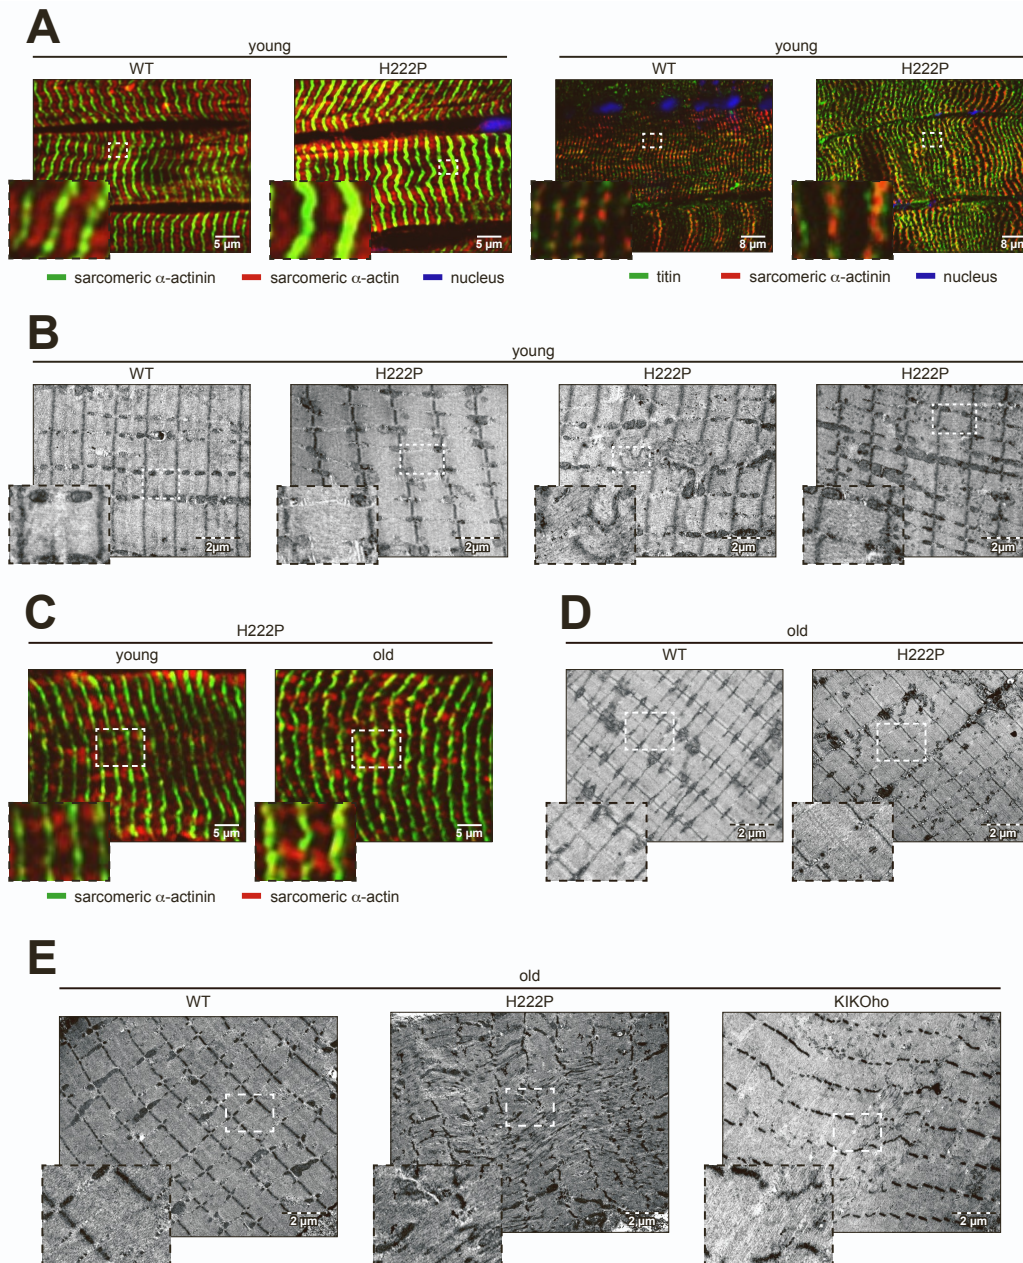 A
young
WT
H222P
5 μm
5 μm
sarcomeric α-actinin
sarcomeric α-actin
nucleus
young
WT
H222P
8 μm
8 μm
titin
sarcomeric α-actinin
nucleus
B
young
WT
H222P
H222P
H222P
2μm
2μm
2μm
2μm
C
H222P
young
old
5 μm
5 μm
sarcomeric α-actinin
sarcomeric α-actin
D
old
WT
H222P
2 μm
2 μm
E
old
WT
H222P
KIKOho
2 μm
2 μm
2 μm